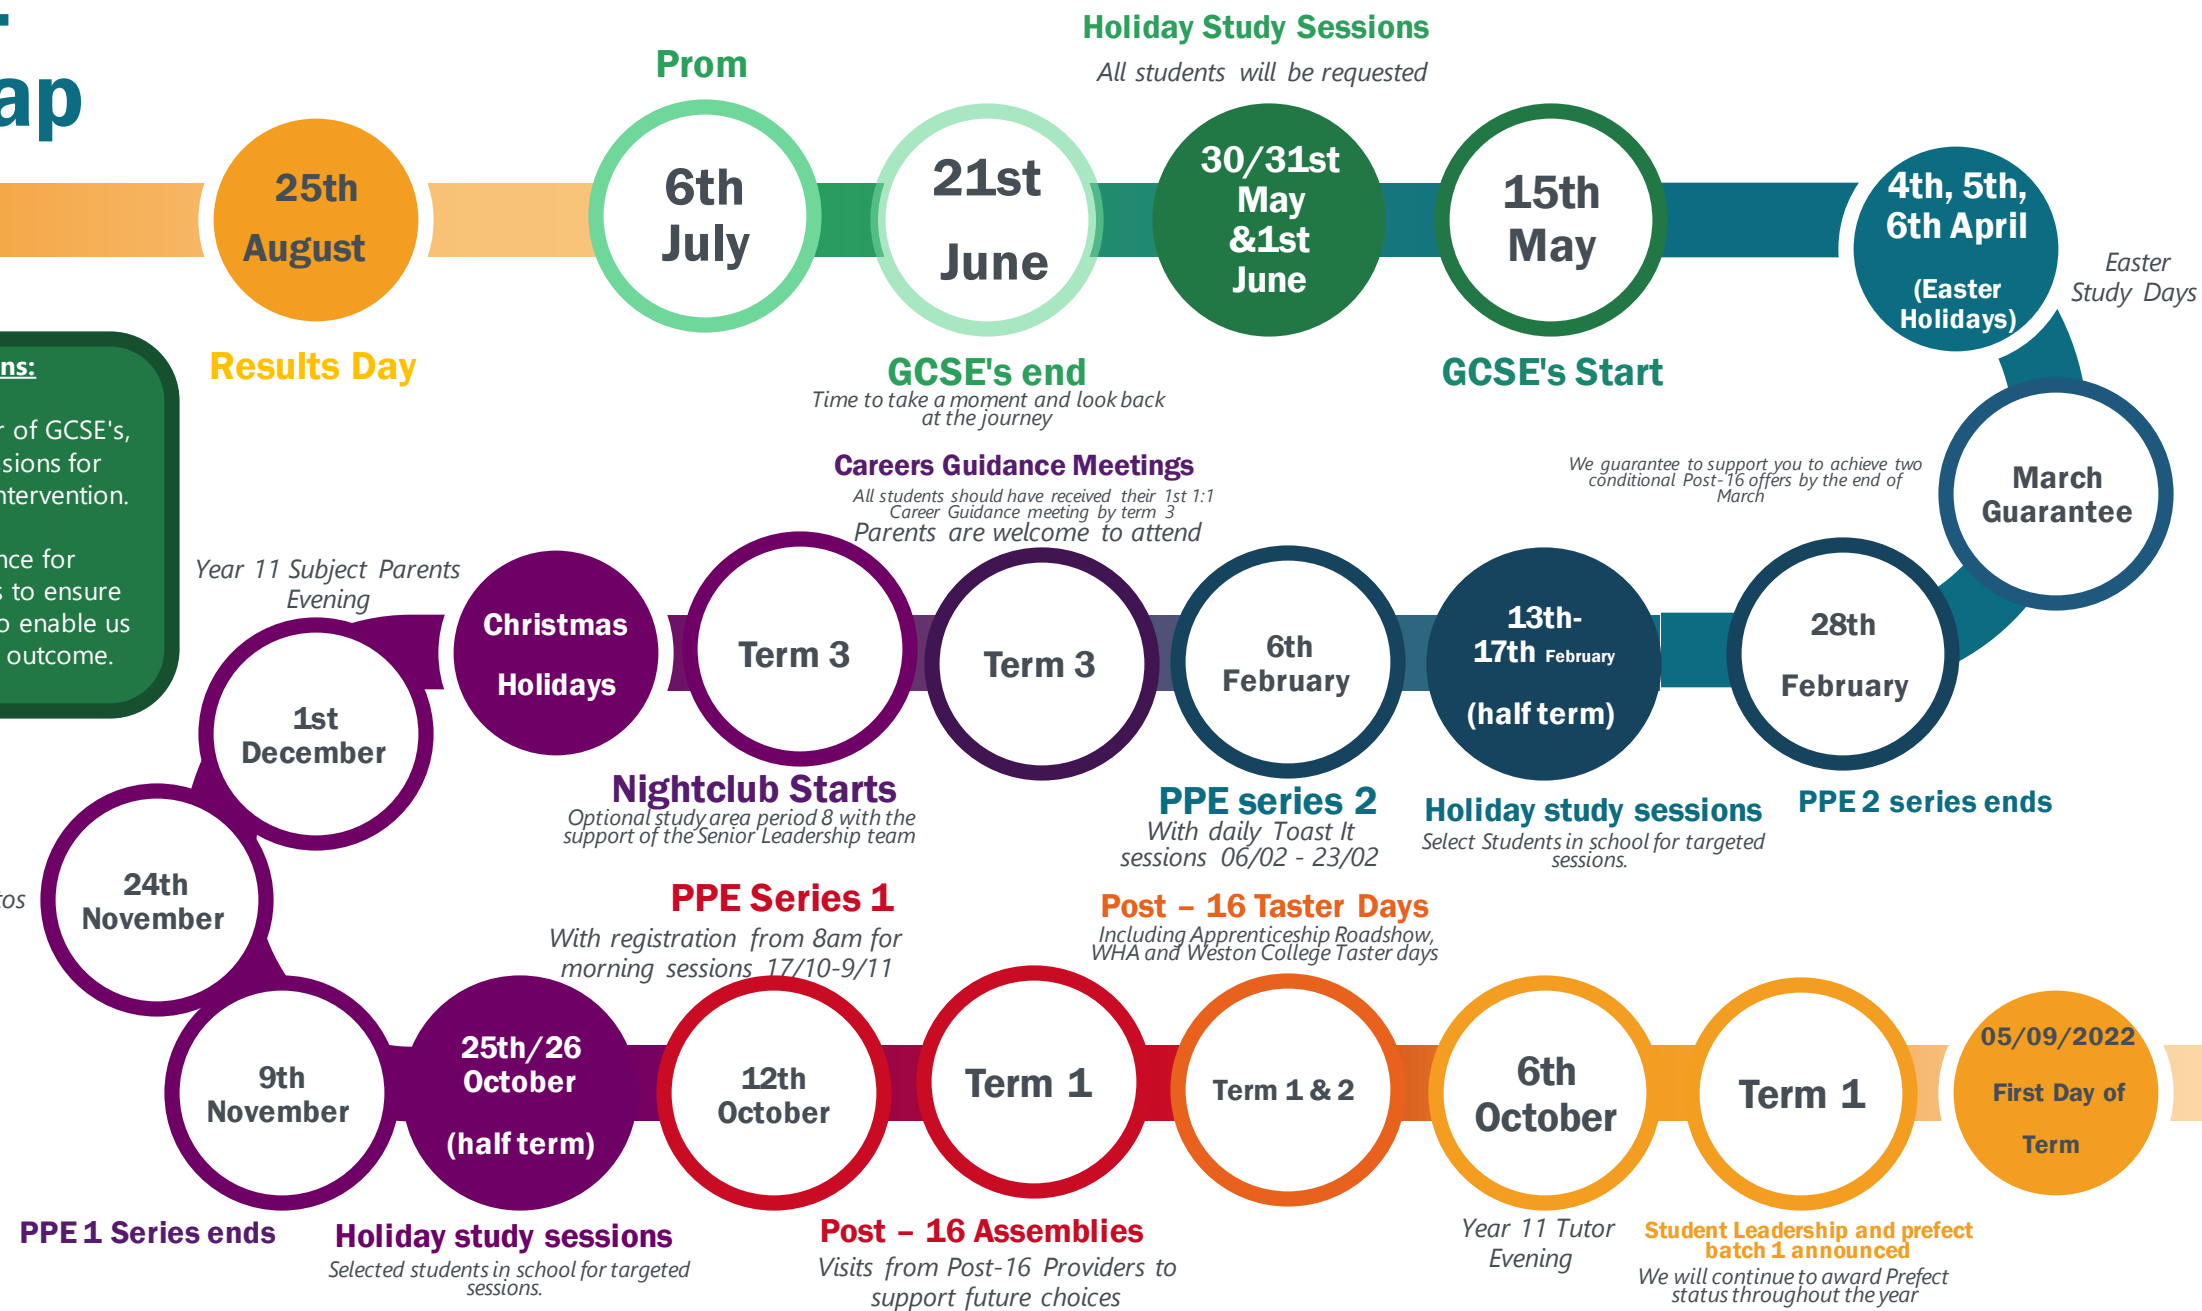 ap
Holiday Study Sessions
All students will be requested
Prom
25th
August
Results Day
6th
July
21st
June
GCSE's end
Time to take a moment and look back
at the journey
30/31st
May
&1st
June
15th
May
GCSE's Start
4th, 5th,
6th April
(Easter
Holidays)
Easter
Study Days
ns:
r of GCSE's,
sions for
ntervention.
nce for
s to ensure
o enable us
outcome.
March
Guarantee
We guarantee to support you to achieve two
conditional Post-16 offers by the end of
March
Careers Guidance Meetings
All students should have received their 1st 1:1
Career Guidance meeting by term 3
Parents are welcome to attend
Year 11 Subject Parents
Evening
1st
December
Christmas
Holidays
Term 3
Nightclub Starts
Optional study area period 8 with the
support of the Senior Leadership team
Term 3
6th
February
PPE series 2
With daily Toast It
sessions 06/02 - 23/02
13th-
17th February
(half term)
Holiday study sessions
Select Students in school for targeted
sessions.
28th
February
PPE 2 series ends
tos
24th
November
PPE Series 1
With registration from 8am for
morning sessions 17/10-9/11
Post – 16 Taster Days
Including Apprenticeship Roadshow,
WHA and Weston College Taster days
9th
November
PPE 1 Series ends
25th/26
October
(half term)
Holiday study sessions
Selected students in school for targeted
sessions.
12th
October
Term 1
Post – 16 Assemblies
Visits from Post-16 Providers to
support future choices
Term 1 & 2
6th
October
Year 11 Tutor
Evening
Term 1
Student Leadership and prefect
batch 1 announced
We will continue to award Prefect
status throughout the year
05/09/2022
First Day of
Term